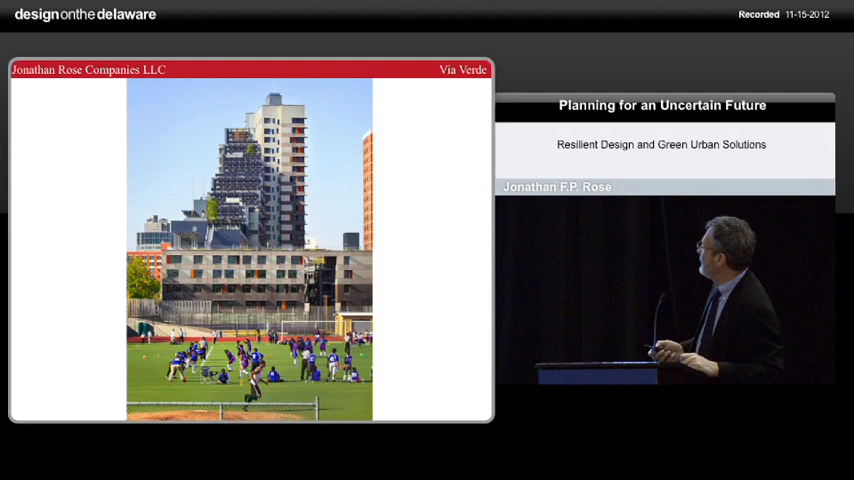 designonthedelaware
Recorded 11-15-2012
Jonathan Rose Companies LLC
Via Verde
Planning for an Uncertain Future
Resilient Design and Green Urban Solutions
Jonathan F.P. Rose